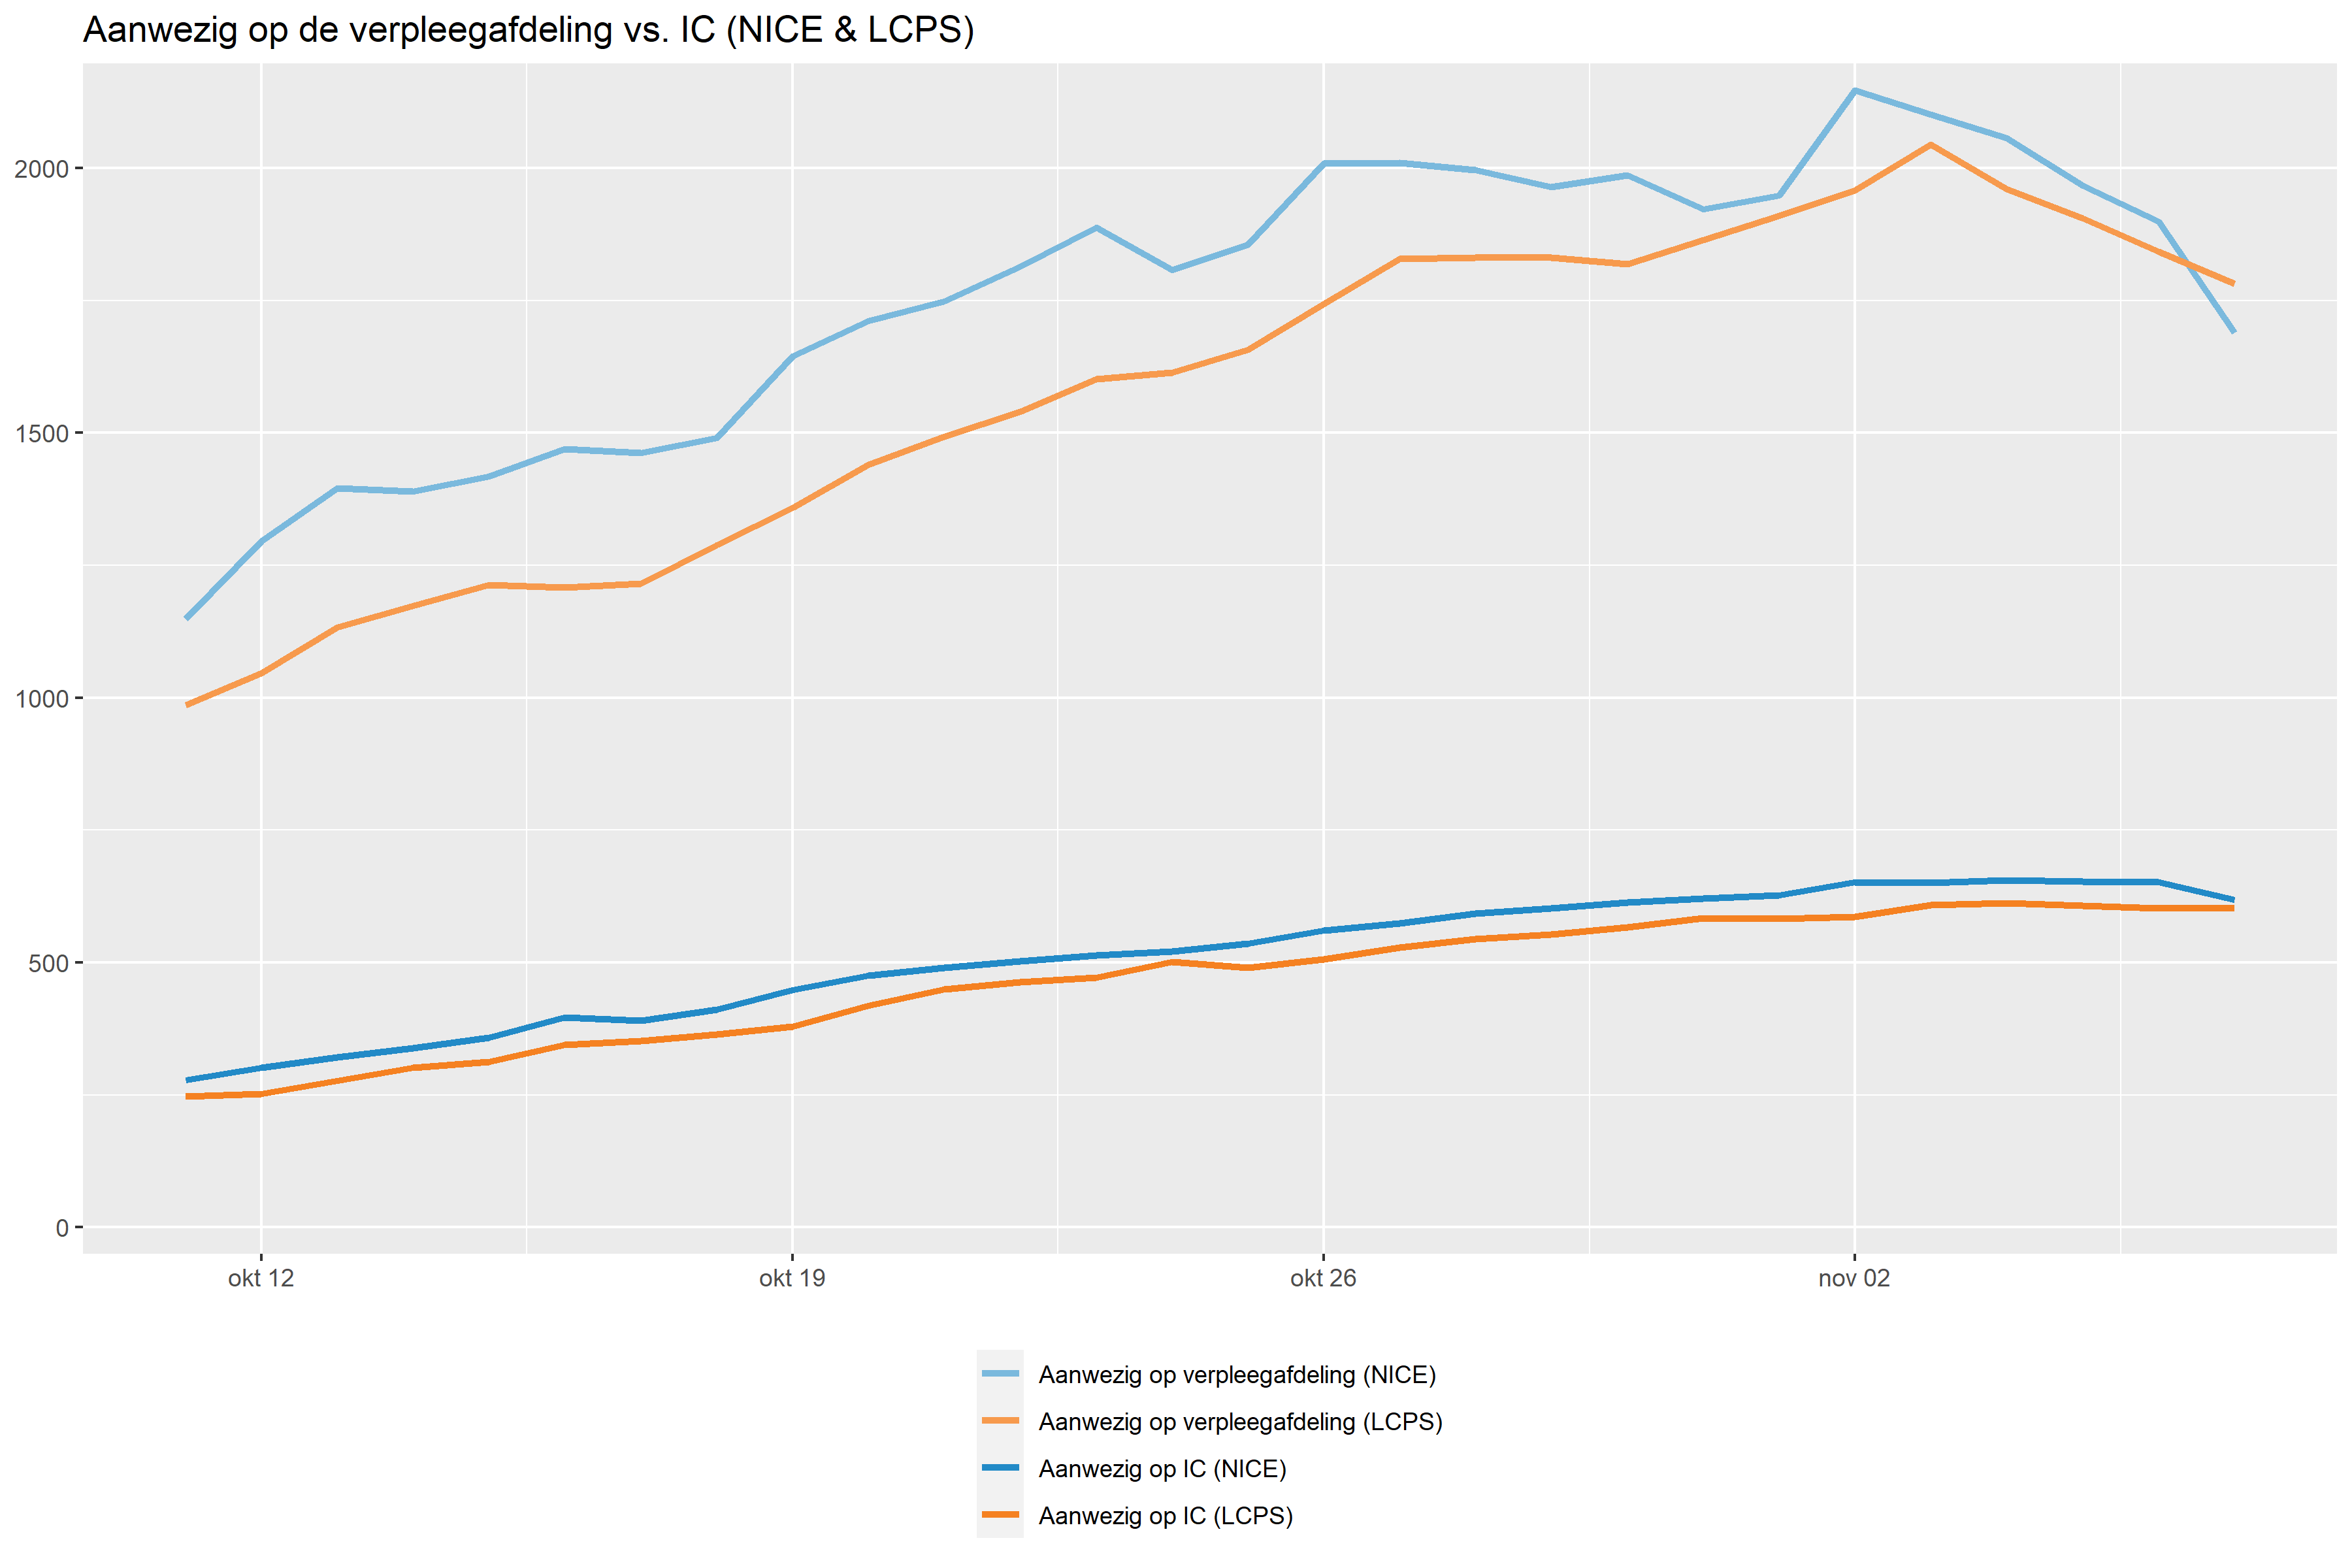 Aanwezig op de verpleegafdeling vs. IC (NICE & LCPS)
2000
1500
1000
500
0
okt 12 okt 19 okt 26 nov 02
Aanwezig op verpleegafdeling (NICE)
Aanwezig op verpleegafdeling (LCPS)
Aanwezig op IC (NICE)
Aanwezig op IC (LCPS)